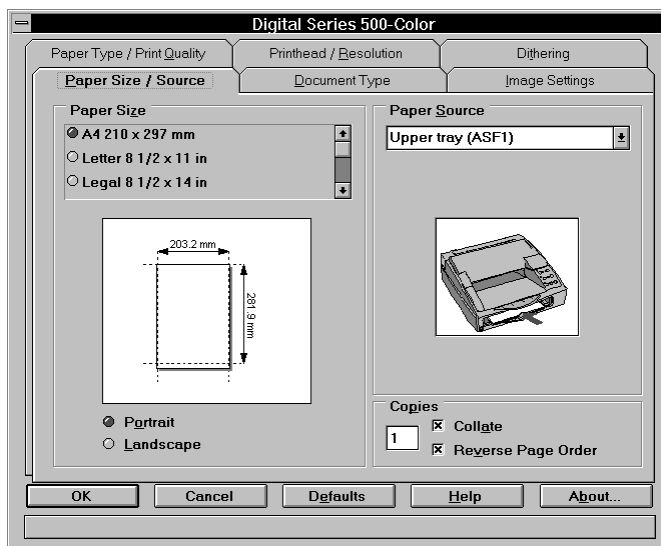 Digital Series 500-Color
Paper Type / Print Quality
Printhead / Resolution
Dithering
Paper Size / Source
Document Type
Image Settings
Paper Size
A4 210 x 297 mm
Letter 8 1/2 x 11 in
Legal 8 1/2 x 14 in
203.2 mm
281.9 mm
Portrait
Landscape
Paper Source
Upper tray (ASF1)
Copies
1
Collate
Reverse Page Order
OK
Cancel
Defaults
Help
About...